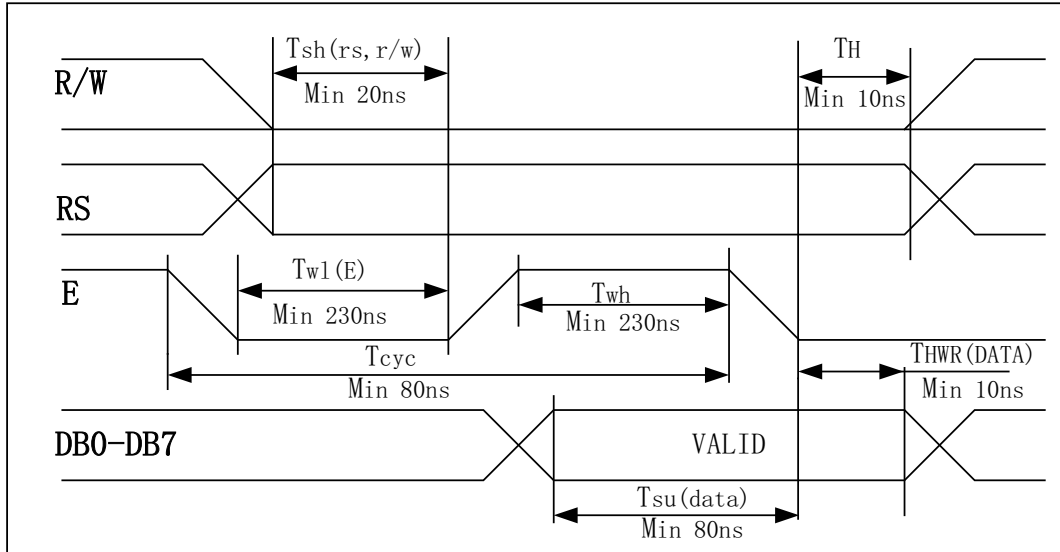 Tsh(rs,r/w)
Min 20ns
TH
Min 10ns
R/W
RS
Twl(E)
Min 230ns
Twh
Min 230ns
E
Tcyc
Min 80ns
THWR(DATA)
Min 10ns
DB0-DB7
VALID
Tsu(data)
Min 80ns